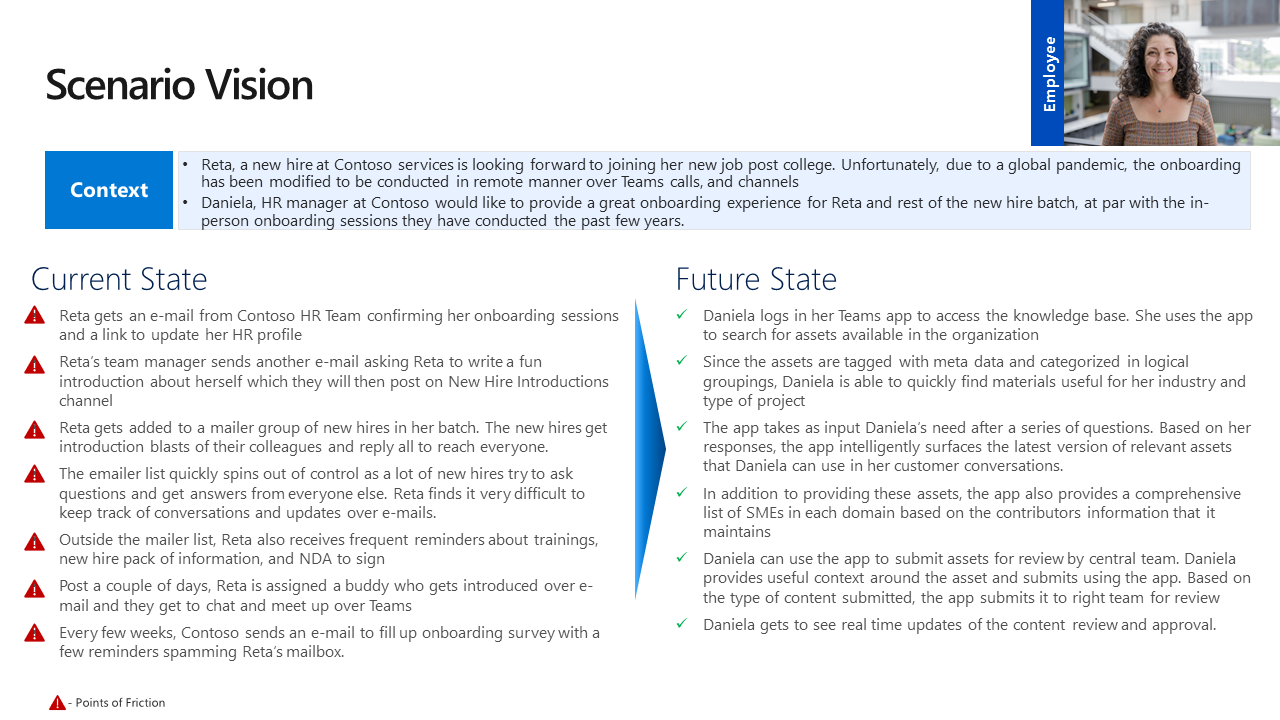 Employee
Scenario Vision
Context
• Reta, a new hire at Contoso services is looking forward to joining her new job post college. Unfortunately, due to a global pandemic, the onboarding
has been modified to be conducted in remote manner over Teams calls, and channels
• Daniela, HR manager at Contoso would like to provide a great onboarding experience for Reta and rest of the new hire batch, at par with the in-
person onboarding sessions they have conducted the past few years.
Current State
Reta gets an e-mail from Contoso HR Team confirming her onboarding sessions
and a link to update her HR profile
Reta's team manager sends another e-mail asking Reta to write a fun
introduction about herself which they will then post on New Hire Introductions
channel
Reta gets added to a mailer group of new hires in her batch. The new hires get
introduction blasts of their colleagues and reply all to reach everyone.
The emailer list quickly spins out of control as a lot of new hires try to ask
questions and get answers from everyone else. Reta finds it very difficult to
keep track of conversations and updates over e-mails.
Outside the mailer list, Reta also receives frequent reminders about trainings,
new hire pack of information, and NDA to sign
Post a couple of days, Reta is assigned a buddy who gets introduced over e-
mail and they get to chat and meet up over Teams
Every few weeks, Contoso sends an e-mail to fill up onboarding survey with a
few reminders spamming Reta's mailbox.
Future State
✓ Daniela logs in her Teams app to access the knowledge base. She uses the app
to search for assets available in the organization
✓ Since the assets are tagged with meta data and categorized in logical
groupings, Daniela is able to quickly find materials useful for her industry and
type of project
✓ The app takes as input Daniela's need after a series of questions. Based on her
responses, the app intelligently surfaces the latest version of relevant assets
that Daniela can use in her customer conversations.
✓ In addition to providing these assets, the app also provides a comprehensive
list of SMEs in each domain based on the contributors information that it
maintains
✓ Daniela can use the app to submit assets for review by central team. Daniela
provides useful context around the asset and submits using the app. Based on
the type of content submitted, the app submits it to right team for review
✓ Daniela gets to see real time updates of the content review and approval.
- Points of Friction